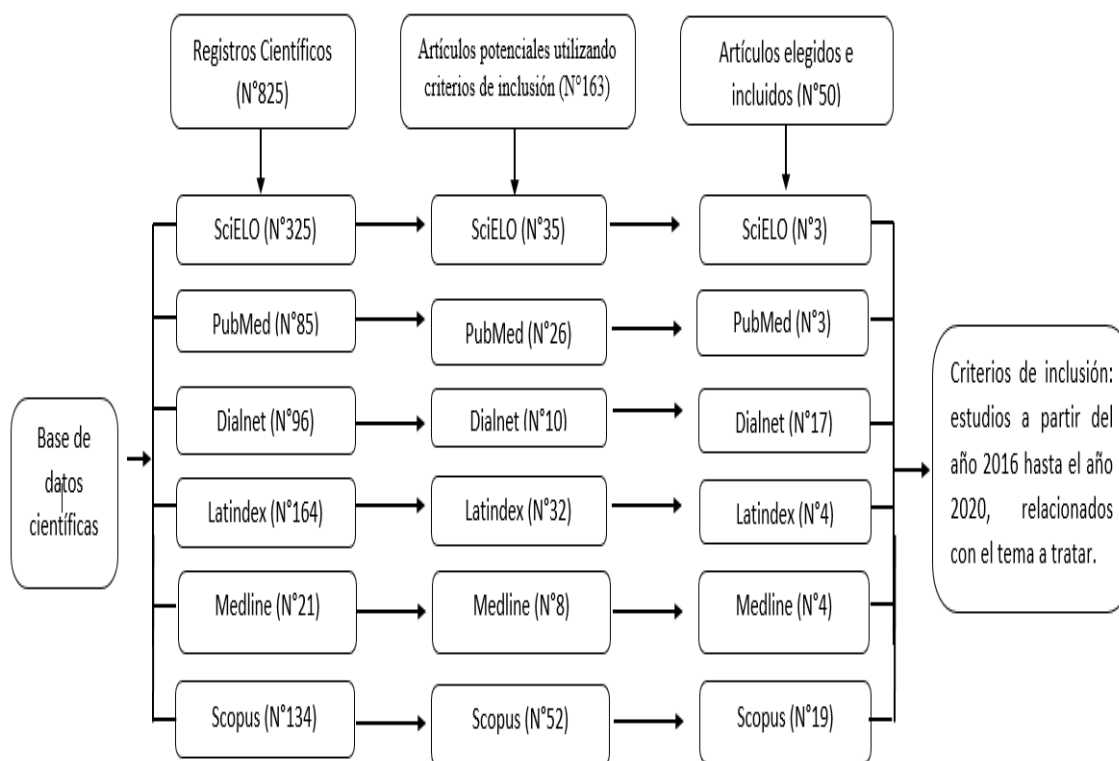 Registros Científicos
(N°825)
Artículos potenciales utilizando
criterios de inclusión (N°163)
Artículos elegidos e
incluidos (N°50)
SciELO (N°325)
SciELO (N°35)
SciELO (N°3)
PubMed (N°85)
PubMed (N°26)
PubMed (N°3)
Dialnet (N°96)
Dialnet (N°10)
Dialnet (N°17)
Base de
datos
científicas
Latindex (N°164)
Latindex (N°32)
Latindex (N°4)
Medline (N°21)
Medline (N°8)
Medline (N°4)
Scopus (N°134)
Scopus (N°52)
Scopus (N°19)
Criterios de inclusión:
estudios a partir del
año 2016 hasta el año
2020, relacionados
con el tema a tratar.